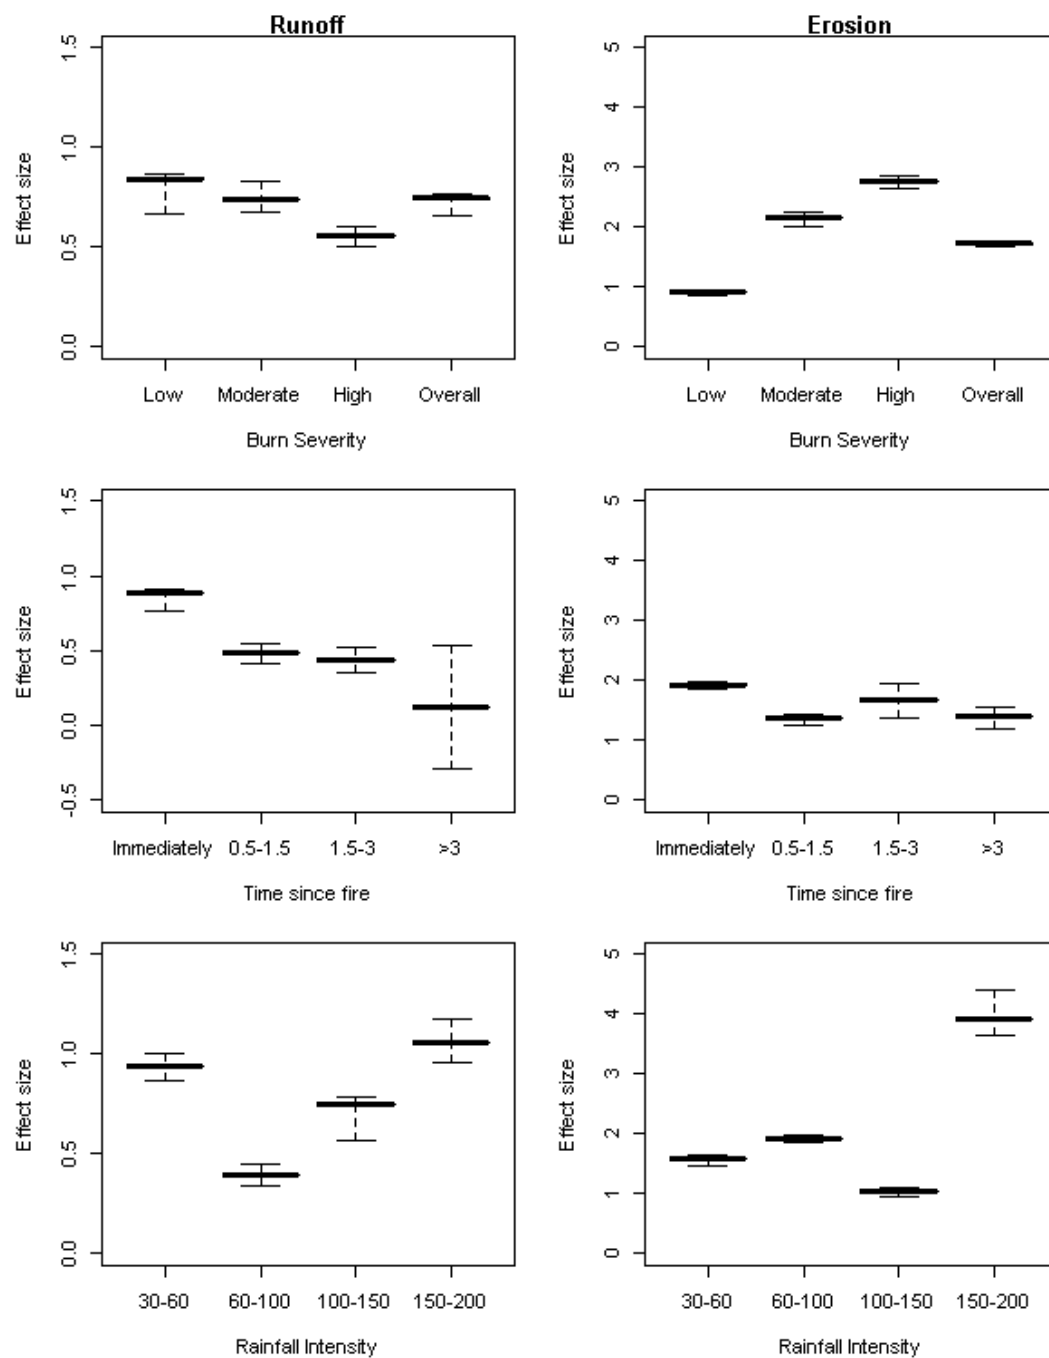 Runoff
Erosion
Effect size
1.5
1.0
0.5
0.0
Low Moderate High Overall
Burn Severity
Effect size
5
4
3
2
1
0
Low Moderate High Overall
Burn Severity
Effect size
1.5
1.0
0.5
0.0
-0.5
Immediately 0.5-1.5 1.5-3 >3
Time since fire
Effect size
5
4
3
2
1
0
Immediately 0.5-1.5 1.5-3 >3
Time since fire
Effect size
1.5
1.0
0.5
0.0
30-60 60-100 100-150 150-200
Rainfall Intensity
Effect size
5
4
3
2
1
0
30-60 60-100 100-150 150-200
Rainfall Intensity